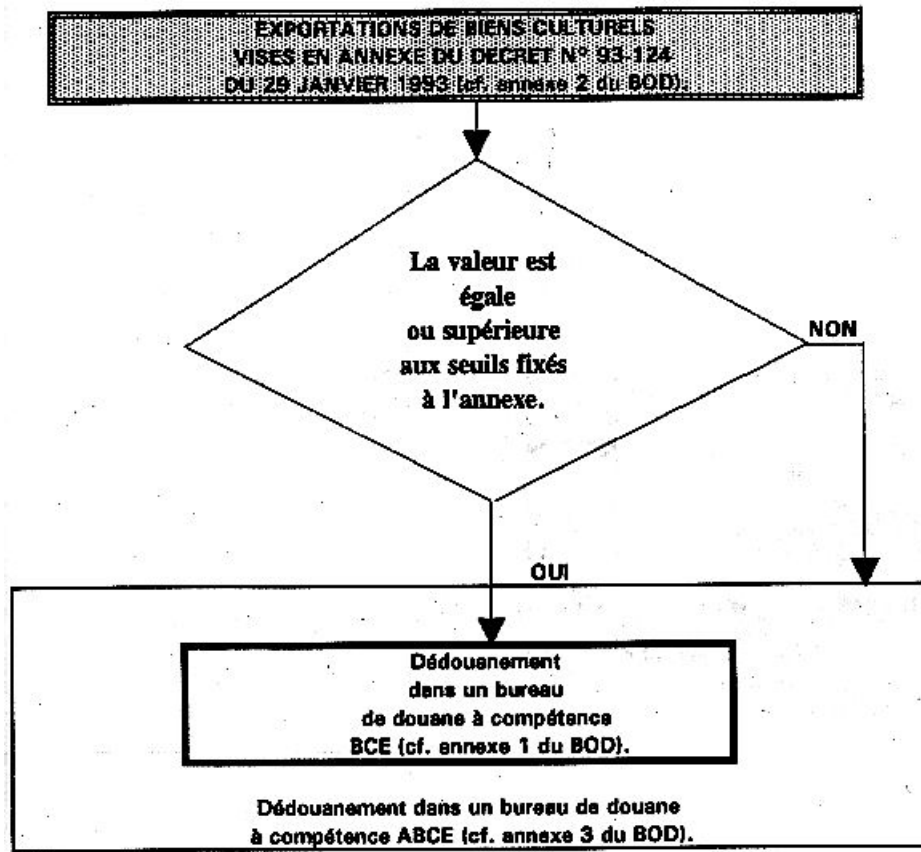 EXPORTATIONS DE BIENS CULTURELS
VISES EN ANNEXE DU DECRET N° 93-124
DU 29 JANVIER 1993 (cf. annexe 2 du BOD).
La valeur est
égale
ou supérieure
aux seuils fixés
à l'annexe.
NON
OUI
Dédouanement
dans un bureau
de douane à compétence
BCE (cf. annexe 1 du BOD).
Dédouanement dans un bureau de douane
à compétence ABCE (cf. annexe 3 du BOD).